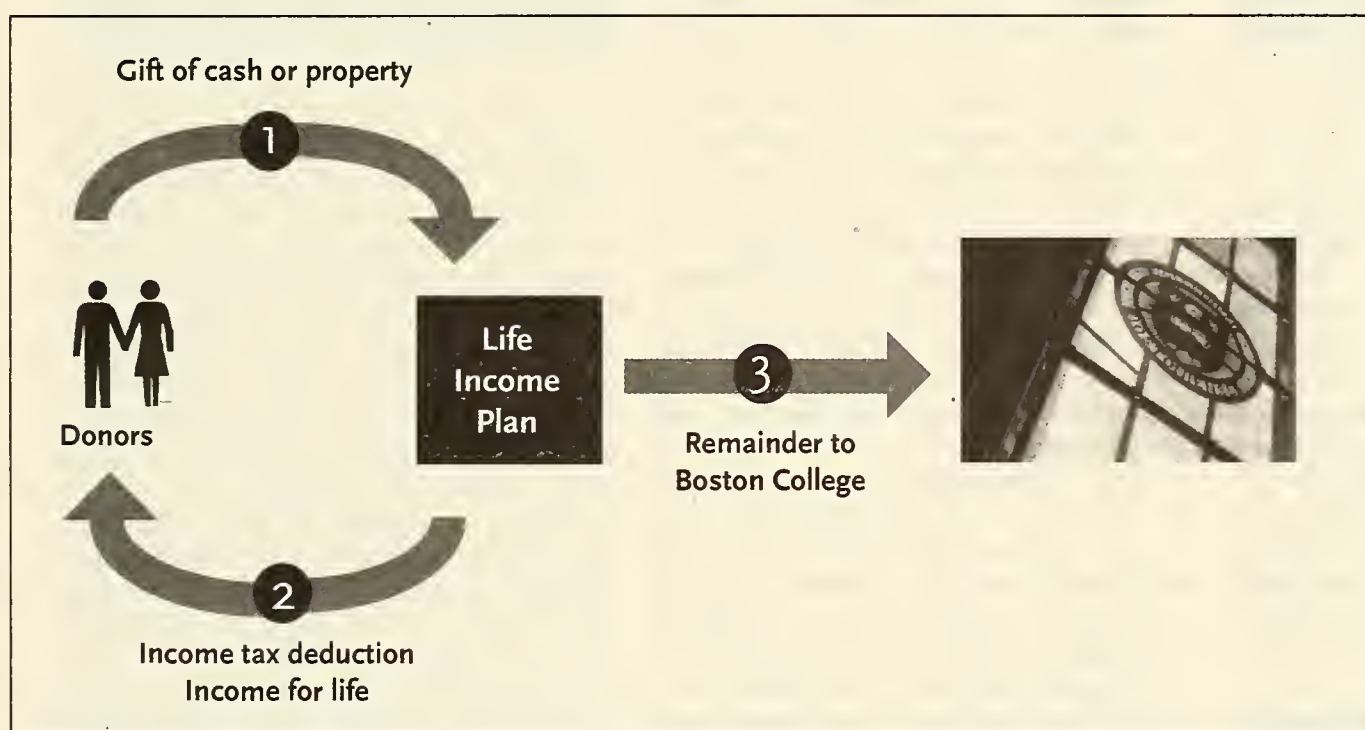 Gift of cash or property
1
Life
Income
Plan
Donors
3
Remainder to
Boston College
2
Income tax deduction
Income for life